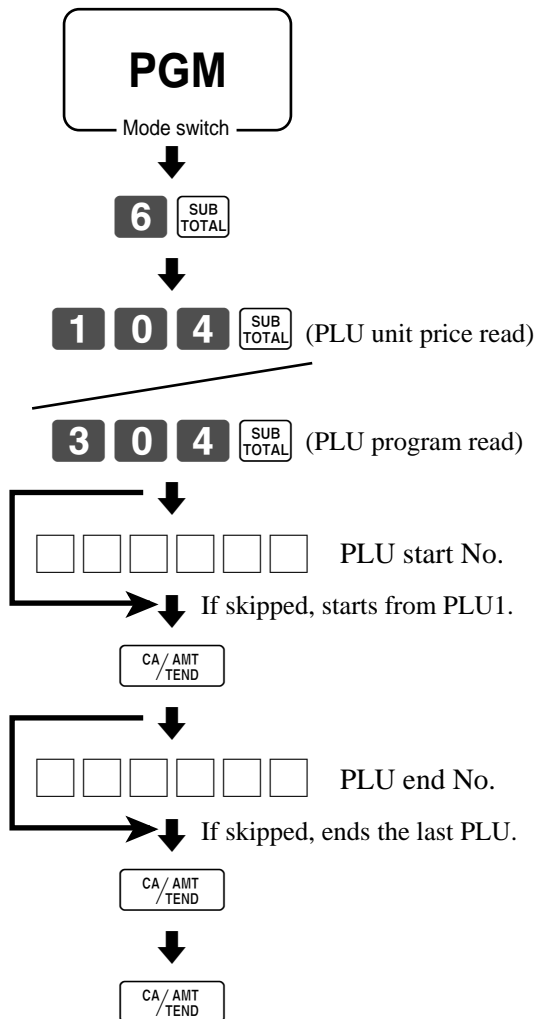 PGM
Mode switch
6 SUB TOTAL
1 0 4 SUB TOTAL (PLU unit price read)
3 0 4 SUB TOTAL (PLU program read)
PLU start No.
If skipped, starts from PLU1.
CA/AMT TEND
PLU end No.
If skipped, ends the last PLU.
CA/AMT TEND
CA/AMT TEND